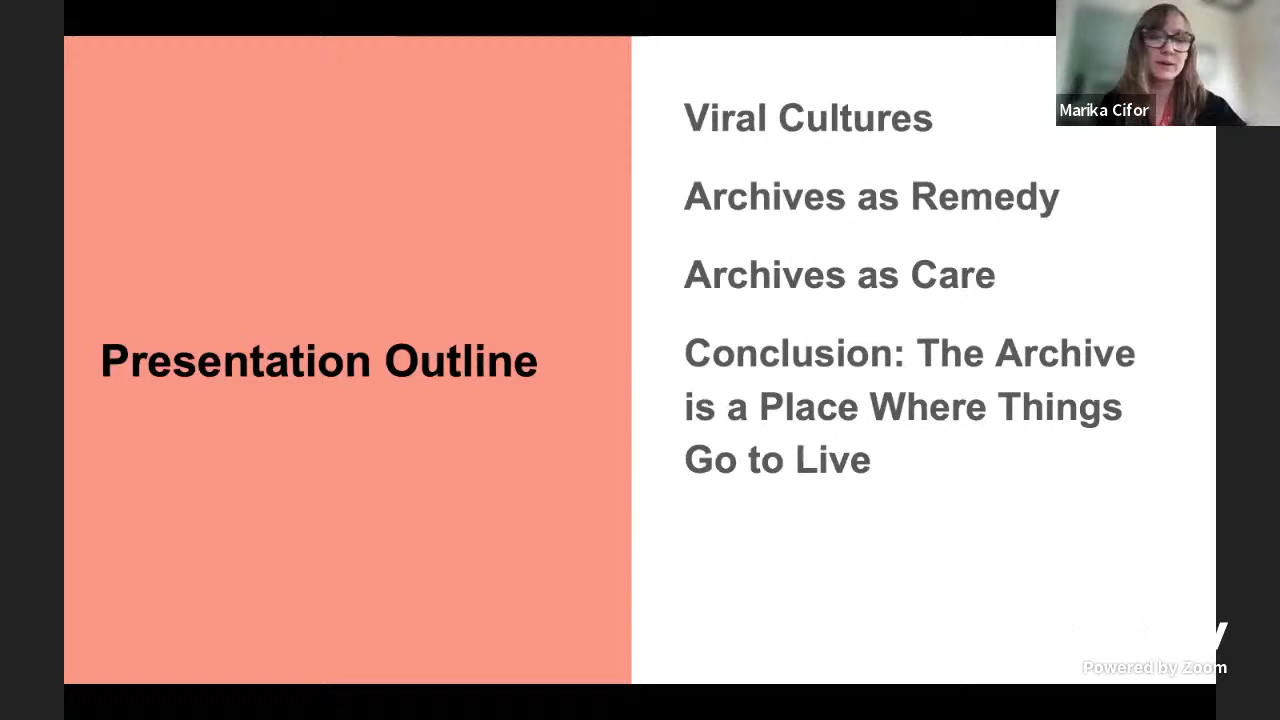 Marika Cifor
Presentation Outline
Viral Cultures
Archives as Remedy
Archives as Care
Conclusion: The Archive
is a Place Where Things
Go to Live
Powered by Zoom